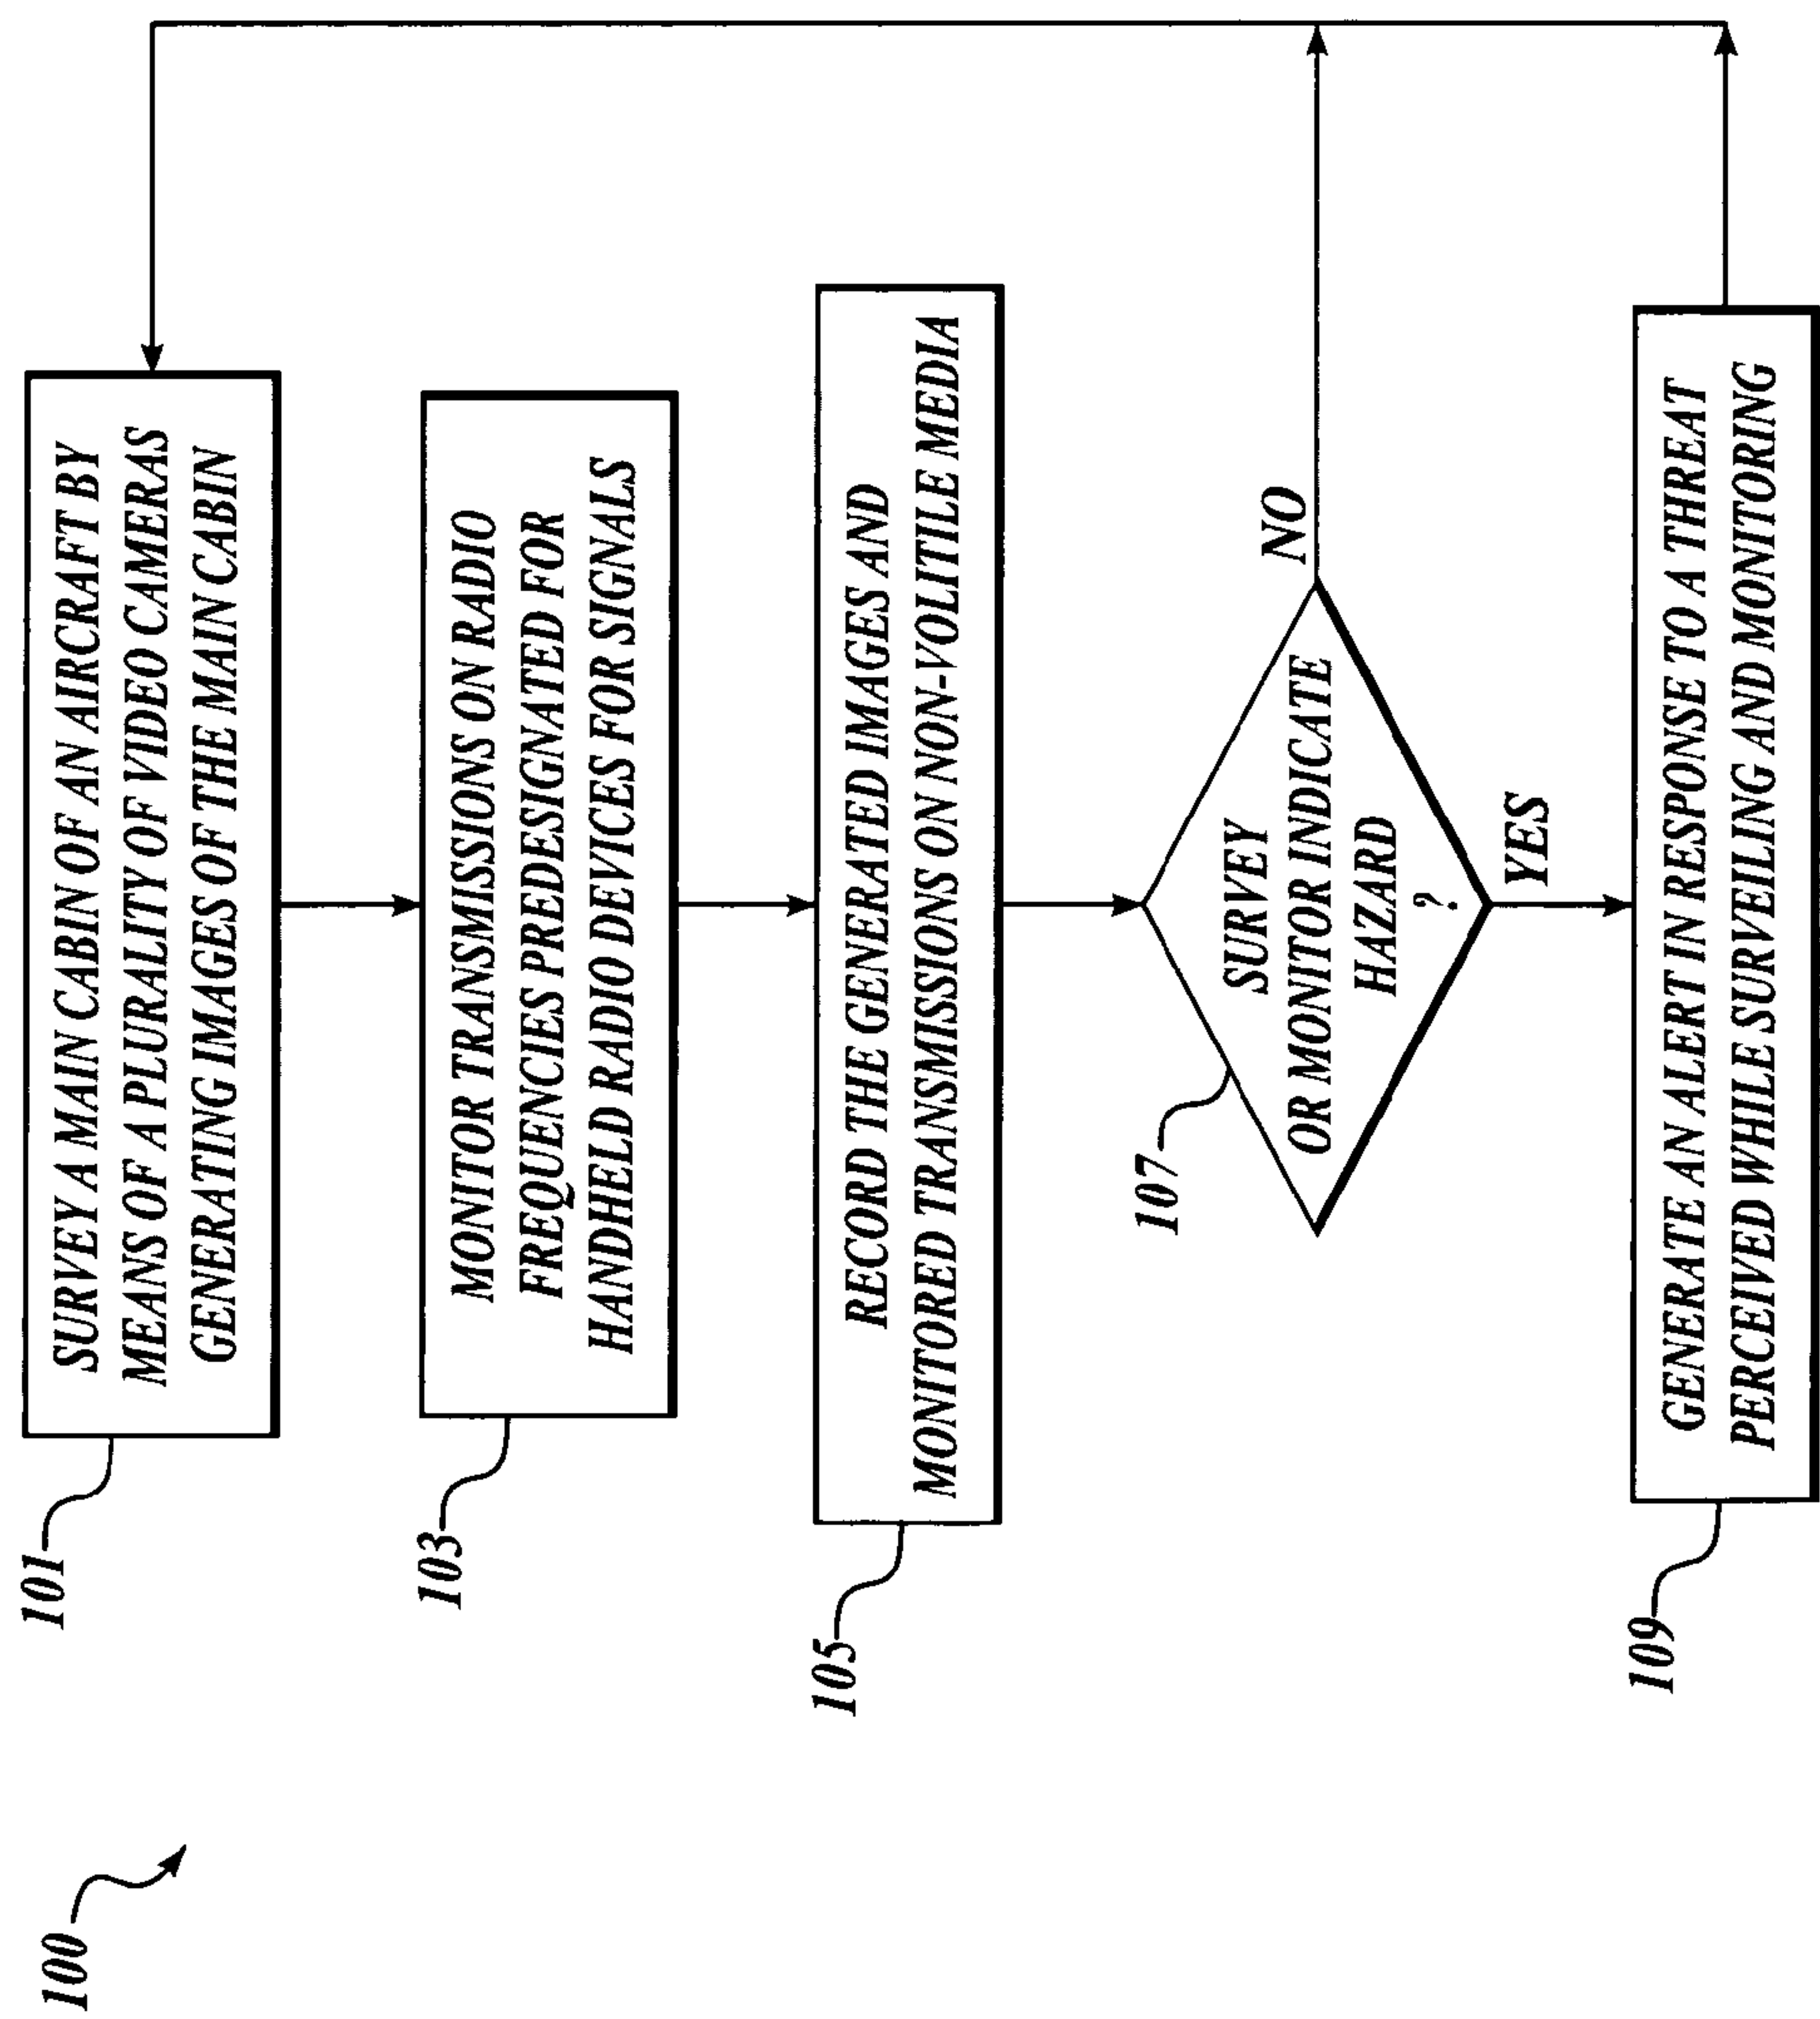 100
101
SURVEY A MAIN CABIN OF AN AIRCRAFT BY
MEANS OF A PLURALITY OF VIDEO CAMERAS
GENERATING IMAGES OF THE MAIN CABIN
103
MONITOR TRANSMISSIONS ON RADIO
FREQUENCIES PREDESIGNATED FOR
HANDHELD RADIO DEVICES FOR SIGNALS
105
RECORD THE GENERATED IMAGES AND
MONITORED TRANSMISSIONS ON NON-VOLITILE MEDIA
107
SURVEY
OR MONITOR INDICATE
HAZARD
?
NO
YES
109
GENERATE AN ALERT IN RESPONSE TO A THREAT
PERCEIVED WHILE SURVEILING AND MONITORING